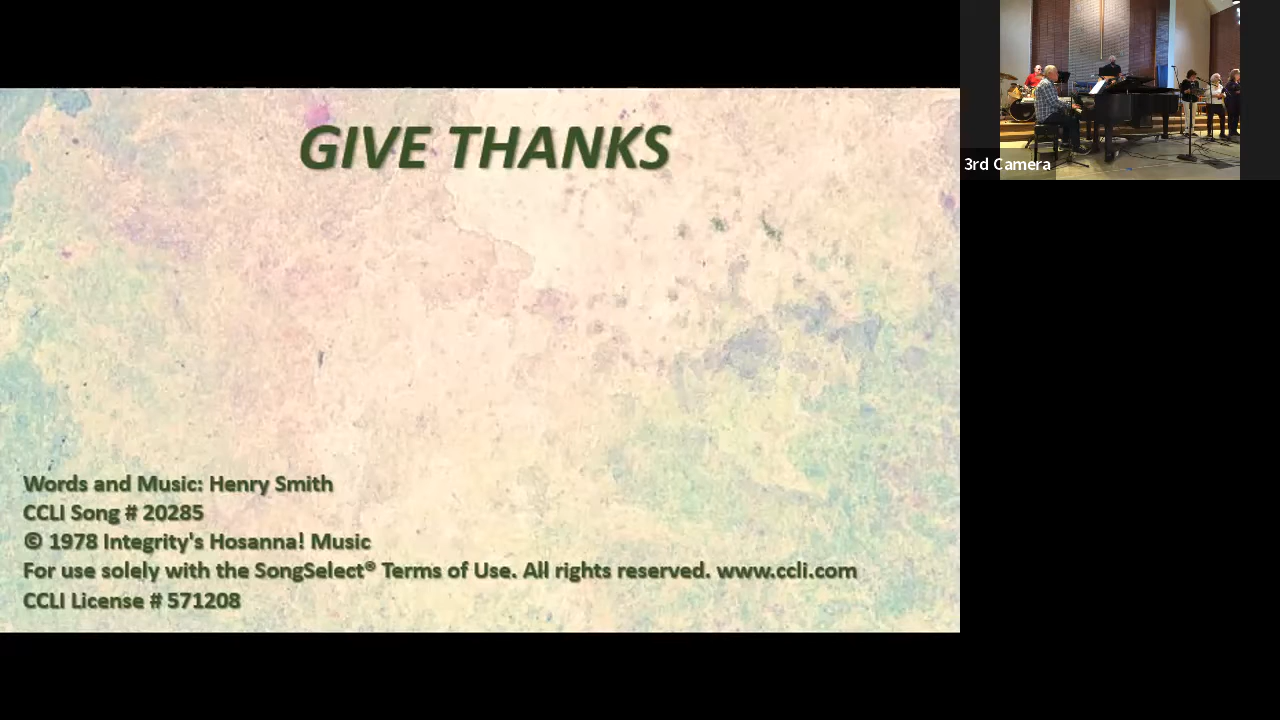 GIVE THANKS
Words and Music: Henry Smith
CCLI Song # 20285
© 1978 Integrity's Hosanna! Music
For use solely with the SongSelect® Terms of Use. All rights reserved. www.ccli.com
CCLI License # 571208
3rd Camera